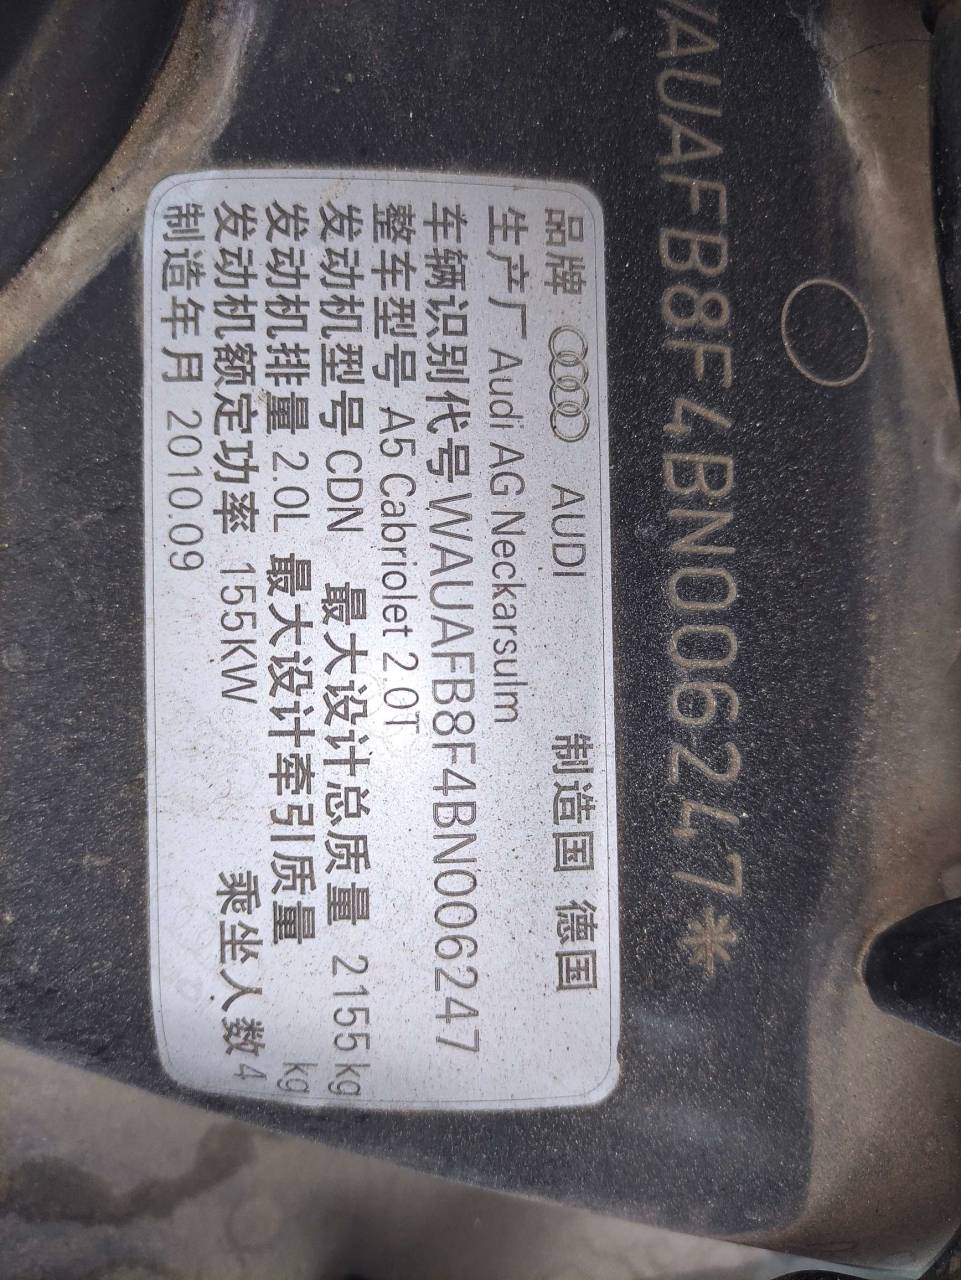 WAUAFB8F4BN006247*
品牌 AUDI 制造国 德国
生产厂 Audi AG Neckarsulm
车辆识别代号 WAUAFB8F4BN006247
整车型号 A5 Cabriolet 2.0T
发动机型号 CDN 最大设计总质量 2155 kg
发动机排量 2.0L 最大设计牵引质量 kg
发动机额定功率 155KW 乘坐人数 4
制造年月 2010.09